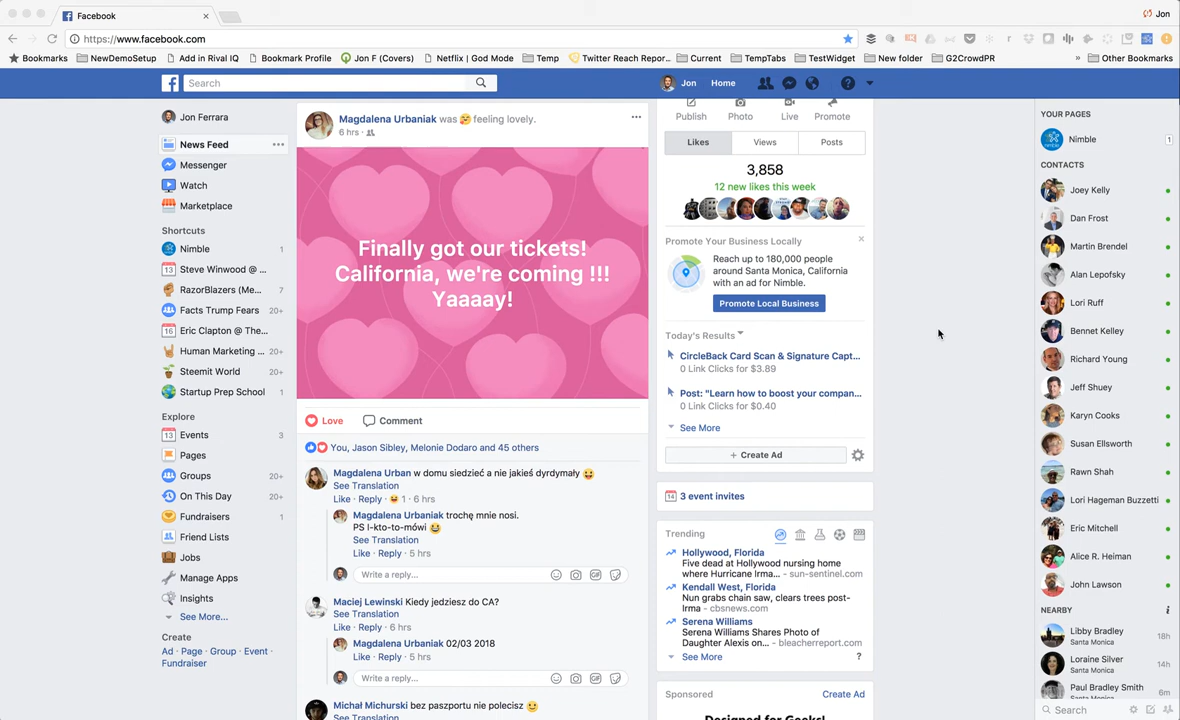 Facebook
Jon
https://www.facebook.com
Bookmarks NewDemoSetup Add in Rival IQ Bookmark Profile Jon F (Covers) Netflix | God Mode Temp Twitter Reach Repor... Current TempTabs TestWidget New folder G2CrowdPR » Other Bookmarks
Search
Jon Home
Jon Ferrara
News Feed
Messenger
Watch
Marketplace
Shortcuts
Nimble 1
Steve Winwood @ ...
RazorBlazers (Me... 7
Facts Trump Fears 20+
Eric Clapton @ The...
Human Marketing ... 20+
Steemit World 20+
Startup Prep School 1
Explore
Events 3
Pages
Groups 20+
On This Day 20+
Fundraisers 1
Friend Lists
Jobs
Manage Apps
Insights
See More...
Create
Ad · Page · Group · Event ·
Fundraiser
Magdalena Urbaniak was feeling lovely.
6 hrs ·
Finally got our tickets!
California, we're coming !!!
Yaaaay!
Love Comment
You, Jason Sibley, Melonie Dodaro and 45 others
Magdalena Urban w domu siedzieć a nie jakieś dyrdymały
See Translation
Like · Reply · 1 · 6 hrs
Magdalena Urbaniak trochę mnie nosi.
PS I-kto-to-mówi
See Translation
Like · Reply · 5 hrs
Write a reply...
Maciej Lewinski Kiedy jedziesz do CA?
See Translation
Like · Reply · 6 hrs
Magdalena Urbaniak 02/03 2018
Like · Reply · 5 hrs
Write a reply...
Michał Michurski bez paszportu nie polecisz
See Translation
Publish Photo Live Promote
Likes Views Posts
3,858
12 new likes this week
Promote Your Business Locally
Reach up to 180,000 people
around Santa Monica, California
with an ad for Nimble.
Promote Local Business
Today's Results
CircleBack Card Scan & Signature Capt...
0 Link Clicks for $3.89
Post: "Learn how to boost your compan...
0 Link Clicks for $0.40
See More
+ Create Ad
14 3 event invites
Trending
Hollywood, Florida
Five dead at Hollywood nursing home
where Hurricane Irma... - sun-sentinel.com
Kendall West, Florida
Nun grabs chain saw, clears trees post-
Irma - cbsnews.com
Serena Williams
Serena Williams Shares Photo of
Daughter Alexis on... - bleacherreport.com
See More ?
Sponsored Create Ad
Designed for Geeks!
YOUR PAGES
Nimble 1
CONTACTS
Joey Kelly
Dan Frost
Martin Brendel
Alan Lepofsky
Lori Ruff
Bennet Kelley
Richard Young
Jeff Shuey
Karyn Cooks
Susan Ellsworth
Rawn Shah
Lori Hageman Buzzetti
Eric Mitchell
Alice R. Heiman
John Lawson
NEARBY
Libby Bradley 18h
Santa Monica
Loraine Silver 14h
Santa Monica
Paul Bradley Smith 6m
Santa Monica
Search